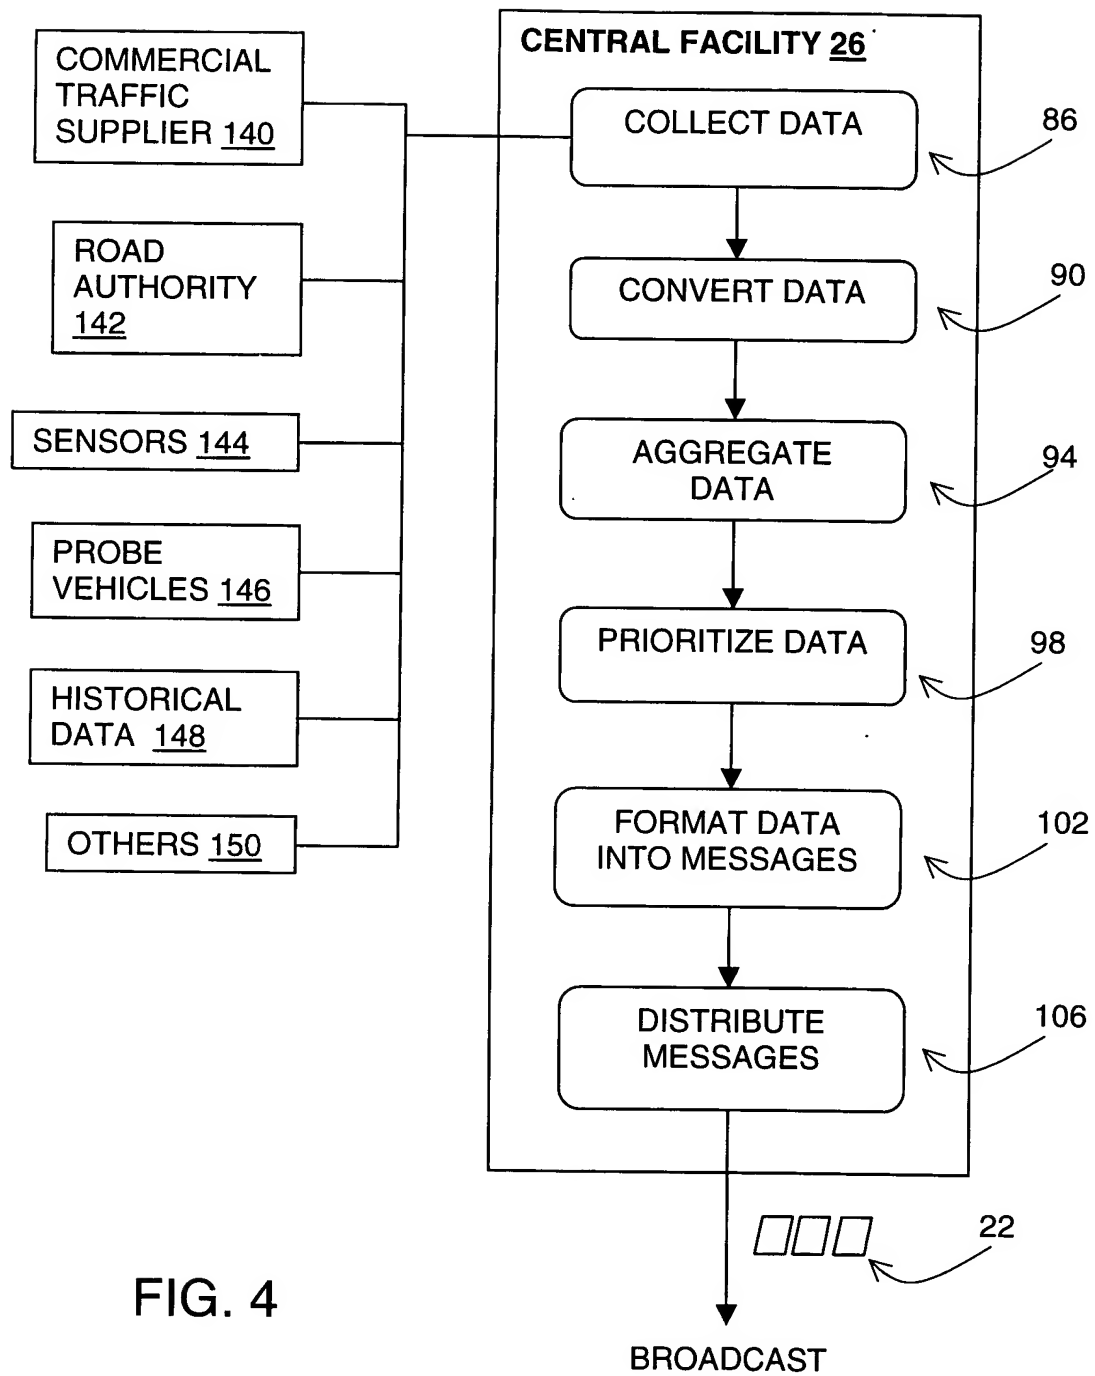 COMMERCIAL
TRAFFIC
SUPPLIER 140
ROAD
AUTHORITY
142
SENSORS 144
PROBE
VEHICLES 146
HISTORICAL
DATA 148
OTHERS 150
CENTRAL FACILITY 26
COLLECT DATA
86
CONVERT DATA
90
AGGREGATE
DATA
94
PRIORITIZE DATA
98
FORMAT DATA
INTO MESSAGES
102
DISTRIBUTE
MESSAGES
106
22
BROADCAST
FIG. 4